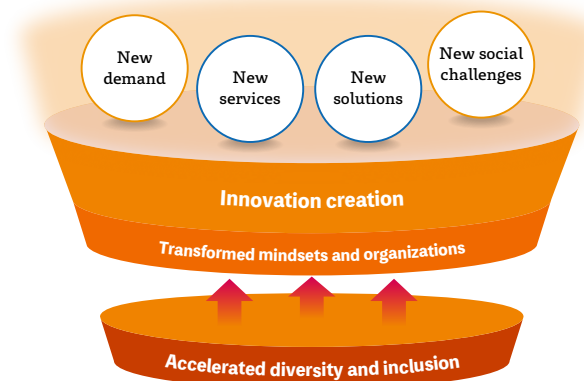 New
demand
New
services
New
solutions
New social
challenges
Innovation creation
Transformed mindsets and organizations
Accelerated diversity and inclusion